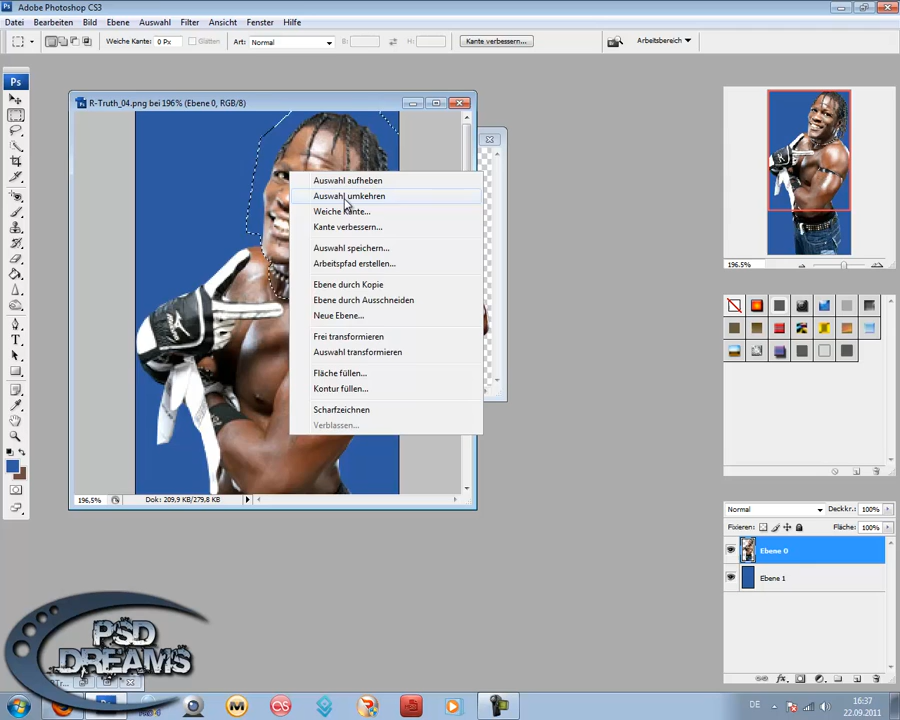 Adobe Photoshop CS3
Datei Bearbeiten Bild Ebene Auswahl Filter Ansicht Analyse Fenster Hilfe
Weiche Kante: 0 Px Glätten Art: Normal B: H: Kante verbessern... Arbeitsbereich
R-Truth_04.png bei 196% (Ebene 0, RGB/8)
Auswahl aufheben
Auswahl umkehren
Weiche Kante...
Kante verbessern...
Auswahl speichern...
Arbeitspfad erstellen...
Ebene durch Kopie
Ebene durch Ausschneiden
Neue Ebene...
Frei transformieren
Auswahl transformieren
Fläche füllen...
Kontur füllen...
Scharfzeichnen
Verblassen...
196.5% Dok: 209,9 KB/279,8 KB
196.5%
Normal Deckkr.: 100%
Fixieren: Fläche: 100%
Ebene 0
Ebene 1
PSD
DREAMS
DE 16:37
22.09.2011